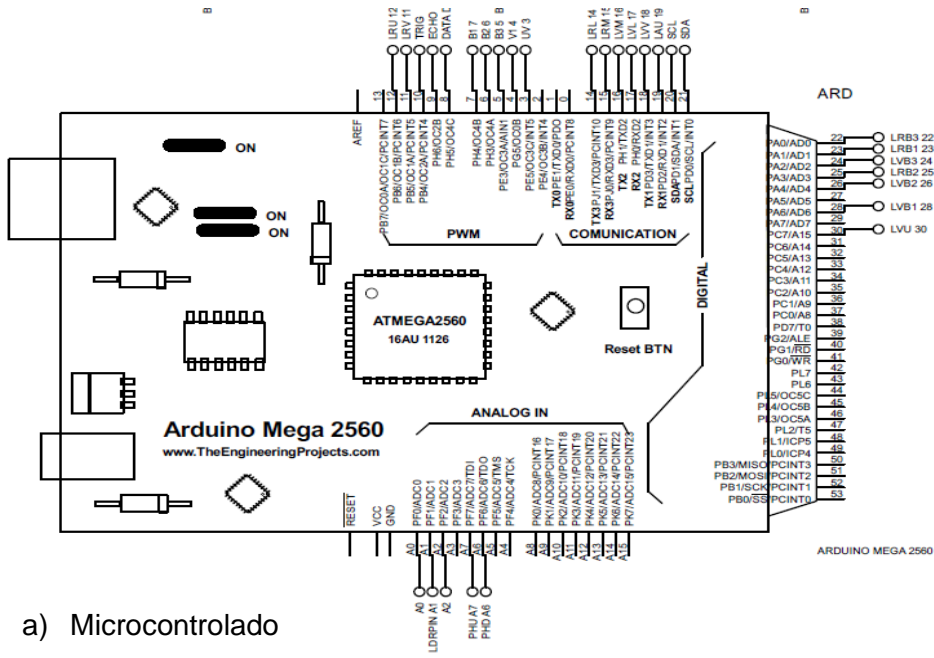 B
B
LRU 12
LRV 11
TRIG
ECHO
DATA D
B1 7
B2 6
B3 5 B
V1 4
UV 3
LRL 14
LRM 15
LVM 16
LVL 17
LVV 18
LAU 19
SCL
SDA
ARD
13
12
11
10
9
8
7
6
5
4
3
2
1
0
14
15
16
17
18
19
20
21
AREF
PB7/OC0A/OC1C/PCINT7
PB6/OC1B/PCINT6
PB5/OC1A/PCINT5
PB4/OC2A/PCINT4
PH6/OC2B
PH5/OC4C
PH4/OC4B
PH3/OC4A
PE3/OC3A/AIN1
PG5/OC0B
PE5/OC3C/INT5
PE4/OC3B/INT4
TX0PE1/TXD0/PDO
RX0PE0/RXD0/PCINT8
TX3PJ1/TXD3/PCINT10
RX3PJ0/RXD3/PCINT9
TX2 PH1/TXD2
RX2 PH0/RXD2
TX1PD3/TXD1/INT3
RX1PD2/RXD1/INT2
SDAPD1/SDA/INT1
SCLPD0/SCL/INT0
PWM
COMUNICATION
DIGITAL
ON
ON
ON
PA0/AD0 22 LRB3 22
PA1/AD1 23 LRB1 23
PA2/AD2 24 LVB3 24
PA3/AD3 25 LRB2 25
PA4/AD4 26 LVB2 26
PA5/AD5 27
PA6/AD6 28 LVB1 28
PA7/AD7 29
PC7/A15 30 LVU 30
PC6/A14 31
PC5/A13 32
PC4/A12 33
PC3/A11 34
PC2/A10 35
PC1/A9 36
PC0/A8 37
PD7/T0 38
PG2/ALE 39
PG1/RD 40
PG0/WR 41
PL7 42
PL6 43
PL5/OC5C 44
PL4/OC5B 45
PL3/OC5A 46
PL2/T5 47
PL1/ICP5 48
PL0/ICP4 49
PB3/MISO/PCINT3 50
PB2/MOSI/PCINT2 51
PB1/SCK/PCINT1 52
PB0/SS/PCINT0 53
ATMEGA2560
16AU 1126
Reset BTN
Arduino Mega 2560
www.TheEngineeringProjects.com
ANALOG IN
RESET
VCC
GND
PF0/ADC0
PF1/ADC1
PF2/ADC2
PF3/ADC3
PF7/ADC7/TDI
PF6/ADC6/TDO
PF5/ADC5/TMS
PF4/ADC4/TCK
PK0/ADC8/PCINT16
PK1/ADC9/PCINT17
PK2/ADC10/PCINT18
PK3/ADC11/PCINT19
PK4/ADC12/PCINT20
PK5/ADC13/PCINT21
PK6/ADC14/PCINT22
PK7/ADC15/PCINT23
A0
A1
A2
A3
A7
A6
A5
A4
A8
A9
A10
A11
A12
A13
A14
A15
ARDUINO MEGA 2560
A0
LDRPIN A1
A2
PHU A7
PHD A6
a) Microcontrolado